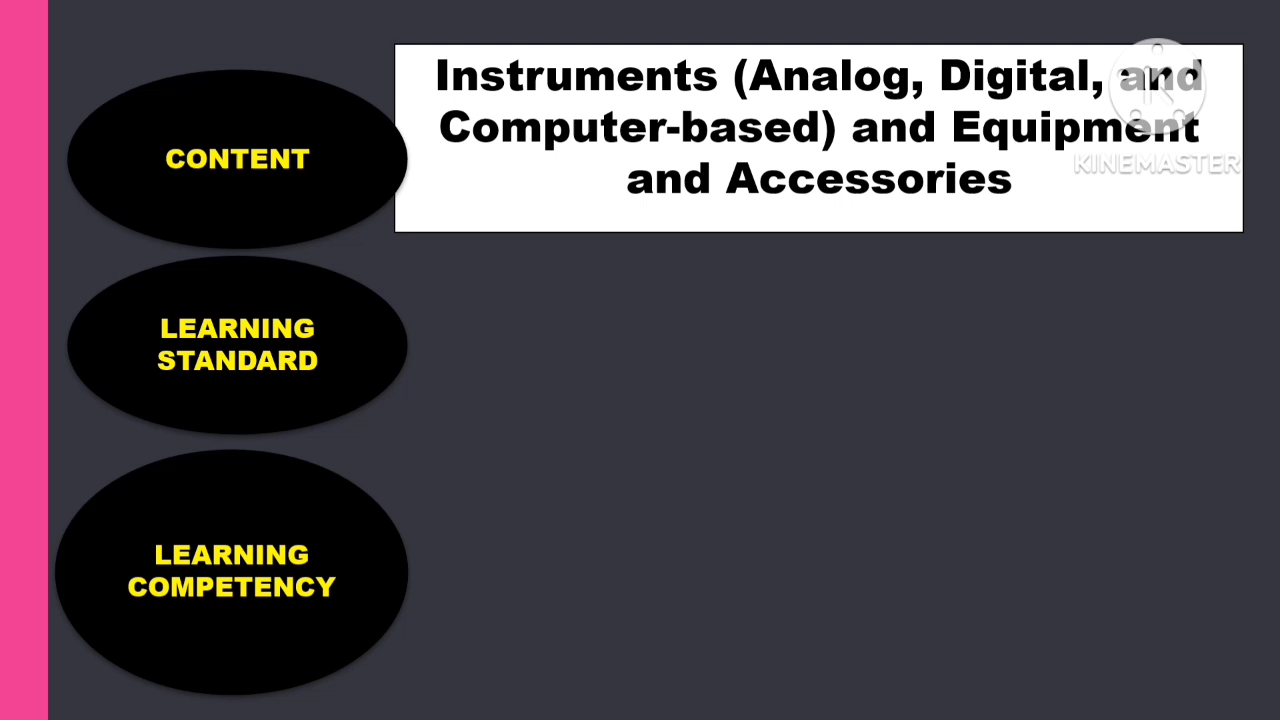 Instruments (Analog, Digital, and
Computer-based) and Equipment
and Accessories
KINEMASTER
CONTENT
LEARNING
STANDARD
LEARNING
COMPETENCY